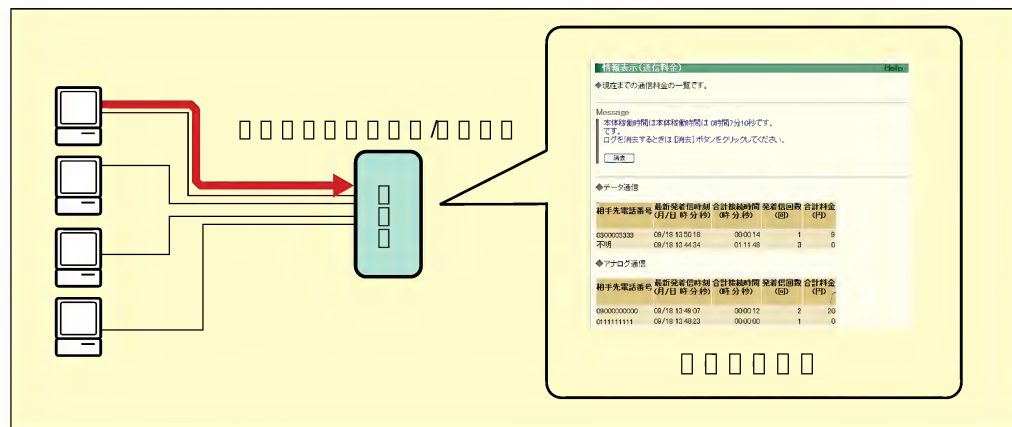 情報表示(通信料金)
Help
◆現在までの通信料金の一覧です。
Message
本体稼働時間は本体稼働時間は 0時間7分10秒です。
です。
ログを消去するときは [消去] ボタンをクリックしてください。
消去
◆データ通信
相手先電話番号 最新発着信時刻(月/日 時:分:秒) 合計接続時間(時:分:秒) 発着信回数(回) 合計料金(円)
0300003333 09/18 13:50:18 00:00:14 1 9
不明 09/18 13:44:34 01:11:48 3 0
◆アナログ通信
相手先電話番号 最新発着信時刻(月/日 時:分:秒) 合計接続時間(時:分:秒) 発着信回数(回) 合計料金(円)
09000000000 09/18 13:49:07 00:00:12 2 20
0111111111 09/18 13:48:23 00:00:00 1 0